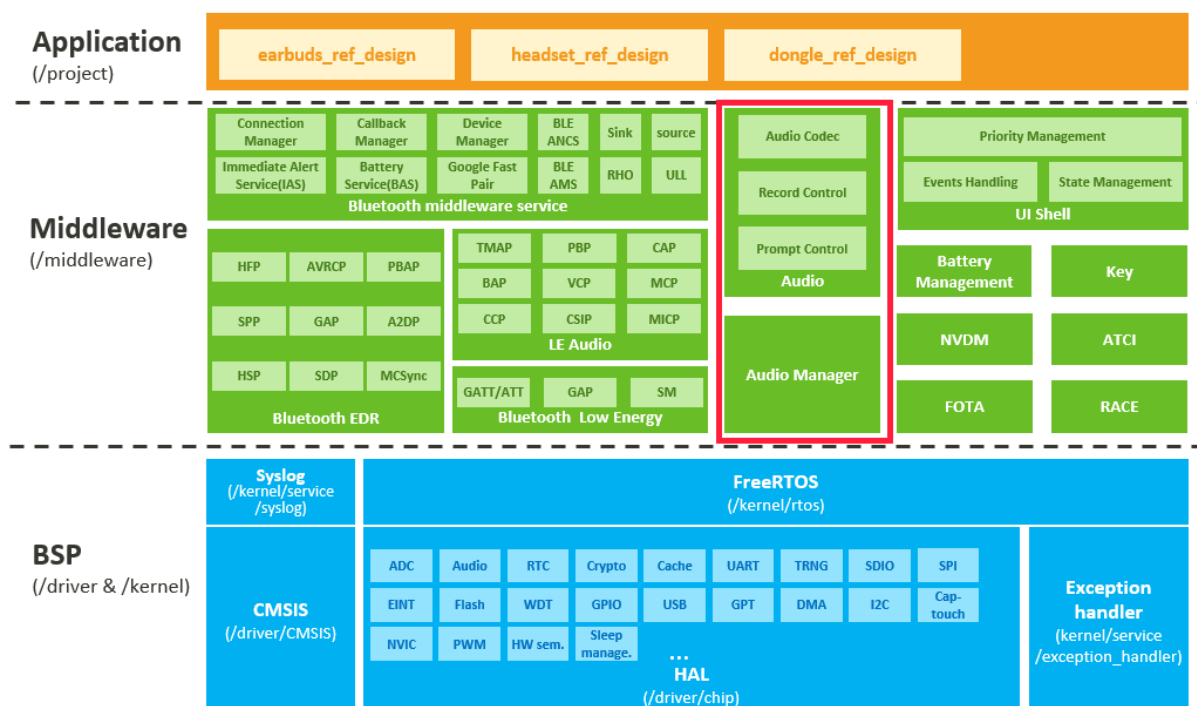 Application
(/project)
earbuds_ref_design
headset_ref_design
dongle_ref_design
Middleware
(/middleware)
Connection
Manager
Callback
Manager
Device
Manager
BLE
ANCS
Sink
source
Immediate Alert
Service(IAS)
Battery
Service(BAS)
Google Fast
Pair
BLE
AMS
RHO
ULL
Bluetooth middleware service
HFP
AVRCP
PBAP
SPP
GAP
A2DP
HSP
SDP
MCSync
Bluetooth EDR
TMAP
PBP
CAP
BAP
VCP
MCP
CCP
CSIP
MICP
LE Audio
GATT/ATT
GAP
SM
Bluetooth Low Energy
Audio Codec
Record Control
Prompt Control
Audio
Audio Manager
Priority Management
Events Handling
State Management
UI Shell
Battery
Management
Key
NVDM
ATCI
FOTA
RACE
BSP
(/driver & /kernel)
Syslog
(/kernel/service
/syslog)
FreeRTOS
(/kernel/rtos)
CMSIS
(/driver/CMSIS)
ADC
Audio
RTC
Crypto
Cache
UART
TRNG
SDIO
SPI
EINT
Flash
WDT
GPIO
USB
GPT
DMA
I2C
Cap-
touch
NVIC
PWM
HW sem.
Sleep
manage.
...
HAL
(/driver/chip)
Exception
handler
(kernel/service
/exception_handler)